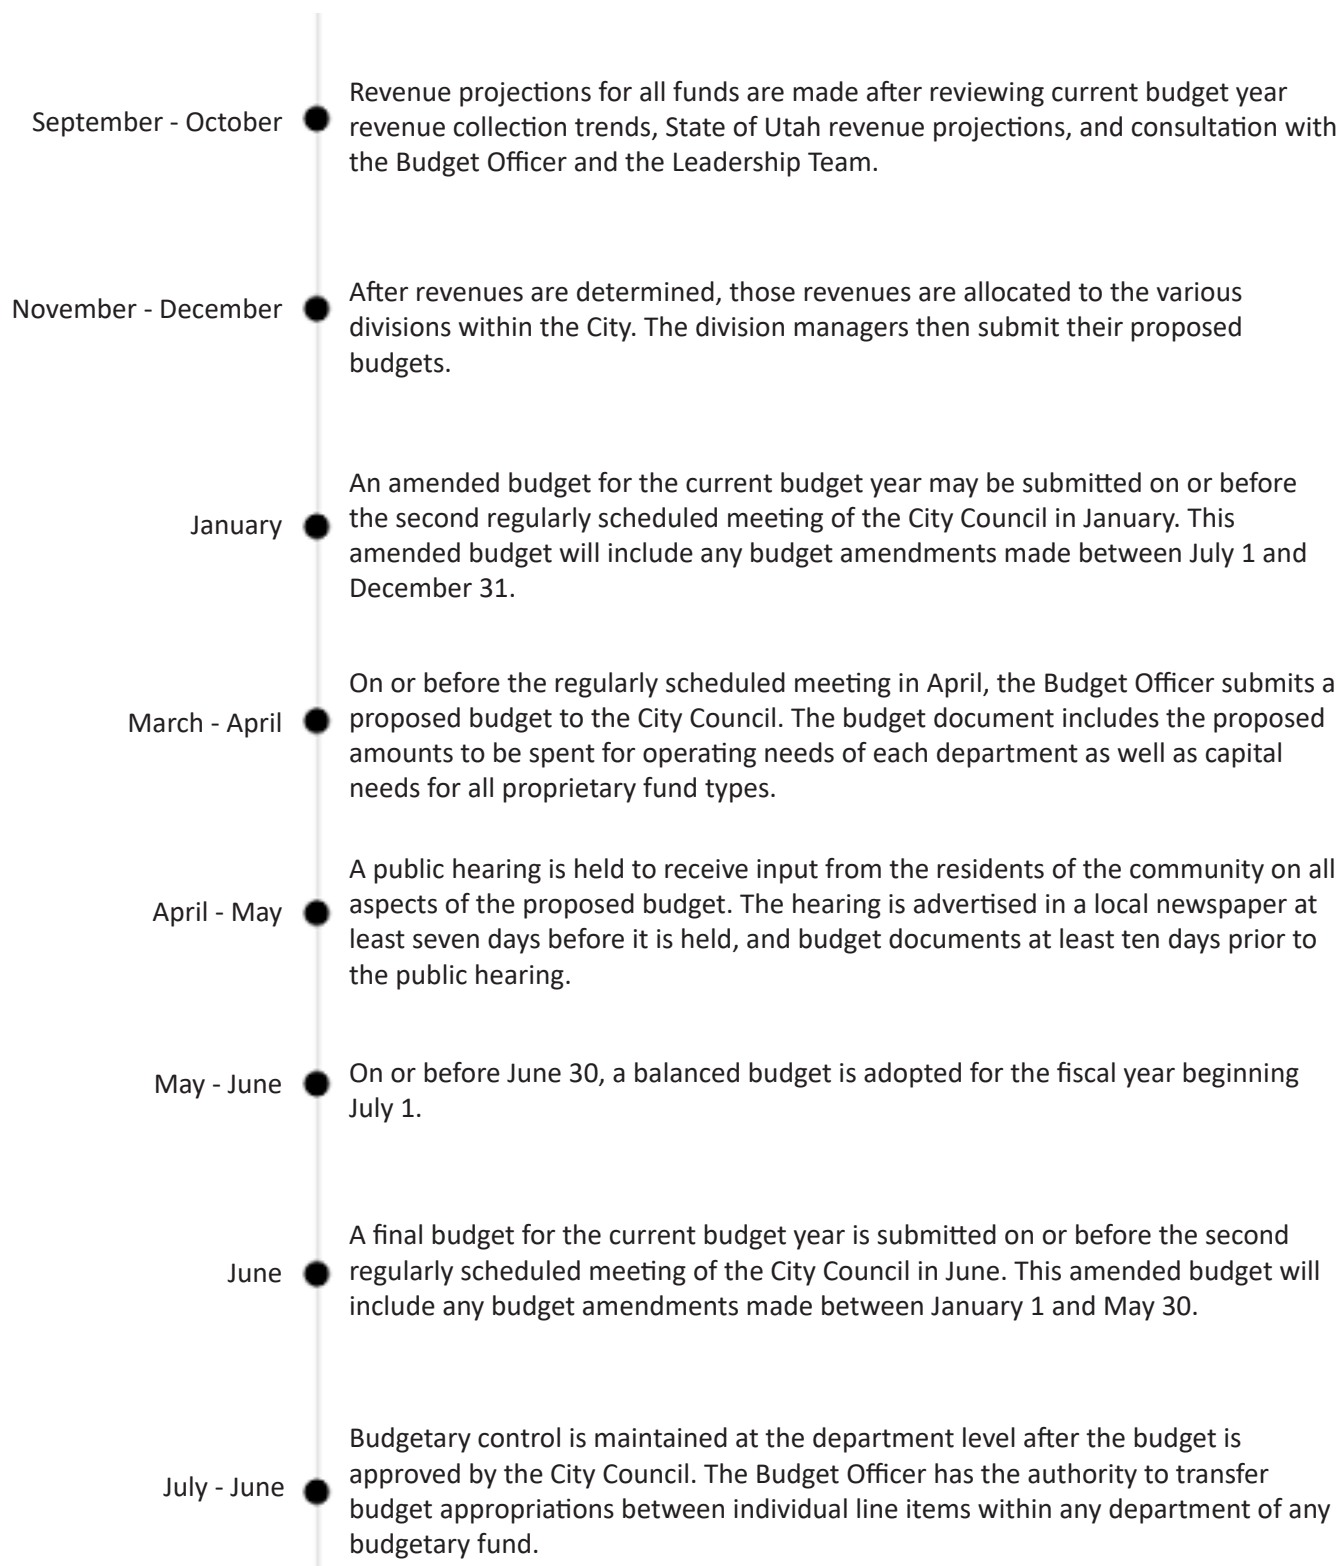 September - October
Revenue projections for all funds are made after reviewing current budget year
revenue collection trends, State of Utah revenue projections, and consultation with
the Budget Officer and the Leadership Team.
November - December
After revenues are determined, those revenues are allocated to the various
divisions within the City. The division managers then submit their proposed
budgets.
January
An amended budget for the current budget year may be submitted on or before
the second regularly scheduled meeting of the City Council in January. This
amended budget will include any budget amendments made between July 1 and
December 31.
March - April
On or before the regularly scheduled meeting in April, the Budget Officer submits a
proposed budget to the City Council. The budget document includes the proposed
amounts to be spent for operating needs of each department as well as capital
needs for all proprietary fund types.
April - May
A public hearing is held to receive input from the residents of the community on all
aspects of the proposed budget. The hearing is advertised in a local newspaper at
least seven days before it is held, and budget documents at least ten days prior to
the public hearing.
May - June
On or before June 30, a balanced budget is adopted for the fiscal year beginning
July 1.
June
A final budget for the current budget year is submitted on or before the second
regularly scheduled meeting of the City Council in June. This amended budget will
include any budget amendments made between January 1 and May 30.
July - June
Budgetary control is maintained at the department level after the budget is
approved by the City Council. The Budget Officer has the authority to transfer
budget appropriations between individual line items within any department of any
budgetary fund.